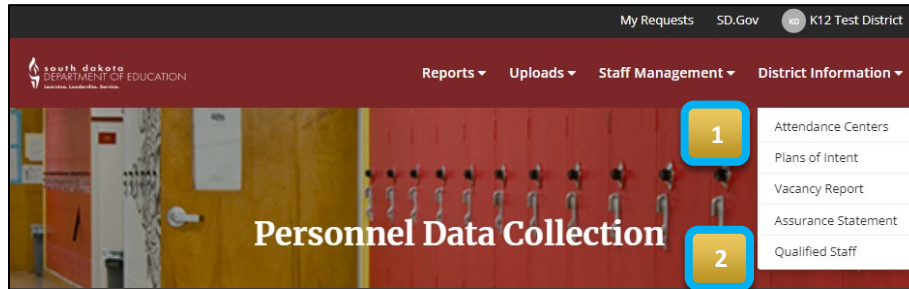 My Requests SD.Gov KD K12 Test District
south dakota
DEPARTMENT OF EDUCATION
Learning. Leadership. Service.
Reports Uploads Staff Management District Information
1
Attendance Centers
Plans of Intent
Vacancy Report
Assurance Statement
Qualified Staff
Personnel Data Collection
2